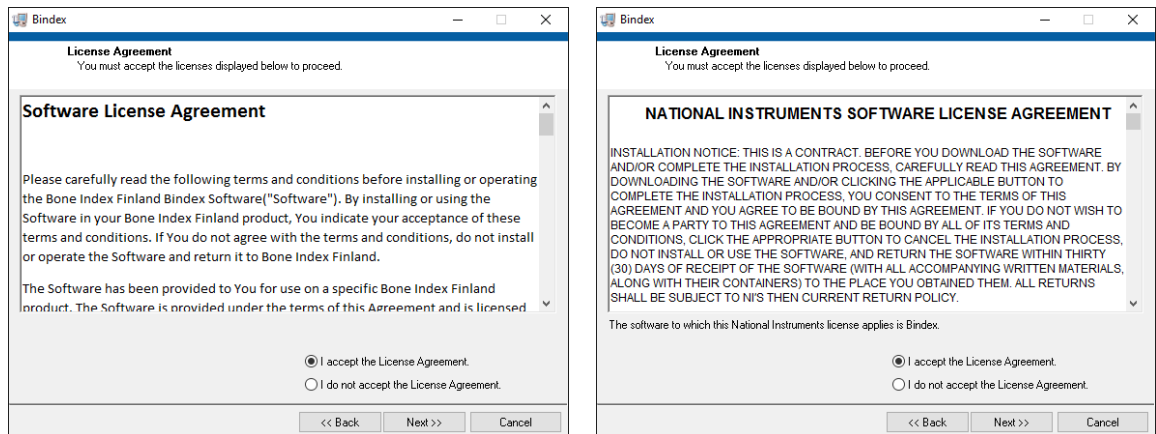 Bindex
License Agreement
You must accept the licenses displayed below to proceed.
Software License Agreement
Please carefully read the following terms and conditions before installing or operating
the Bone Index Finland Bindex Software("Software"). By installing or using the
Software in your Bone Index Finland product, You indicate your acceptance of these
terms and conditions. If You do not agree with the terms and conditions, do not install
or operate the Software and return it to Bone Index Finland.
The Software has been provided to You for use on a specific Bone Index Finland
product. The Software is provided under the terms of this Agreement and is licensed
I accept the License Agreement.
I do not accept the License Agreement.
<< Back
Next >>
Cancel
Bindex
License Agreement
You must accept the licenses displayed below to proceed.
NATIONAL INSTRUMENTS SOFTWARE LICENSE AGREEMENT
INSTALLATION NOTICE: THIS IS A CONTRACT. BEFORE YOU DOWNLOAD THE SOFTWARE
AND/OR COMPLETE THE INSTALLATION PROCESS, CAREFULLY READ THIS AGREEMENT. BY
DOWNLOADING THE SOFTWARE AND/OR CLICKING THE APPLICABLE BUTTON TO
COMPLETE THE INSTALLATION PROCESS, YOU CONSENT TO THE TERMS OF THIS
AGREEMENT AND YOU AGREE TO BE BOUND BY THIS AGREEMENT. IF YOU DO NOT WISH TO
BECOME A PARTY TO THIS AGREEMENT AND BE BOUND BY ALL OF ITS TERMS AND
CONDITIONS, CLICK THE APPROPRIATE BUTTON TO CANCEL THE INSTALLATION PROCESS,
DO NOT INSTALL OR USE THE SOFTWARE, AND RETURN THE SOFTWARE WITHIN THIRTY
(30) DAYS OF RECEIPT OF THE SOFTWARE (WITH ALL ACCOMPANYING WRITTEN MATERIALS,
ALONG WITH THEIR CONTAINERS) TO THE PLACE YOU OBTAINED THEM. ALL RETURNS
SHALL BE SUBJECT TO NI'S THEN CURRENT RETURN POLICY.
The software to which this National Instruments license applies is Bindex.
I accept the License Agreement.
I do not accept the License Agreement.
<< Back
Next >>
Cancel